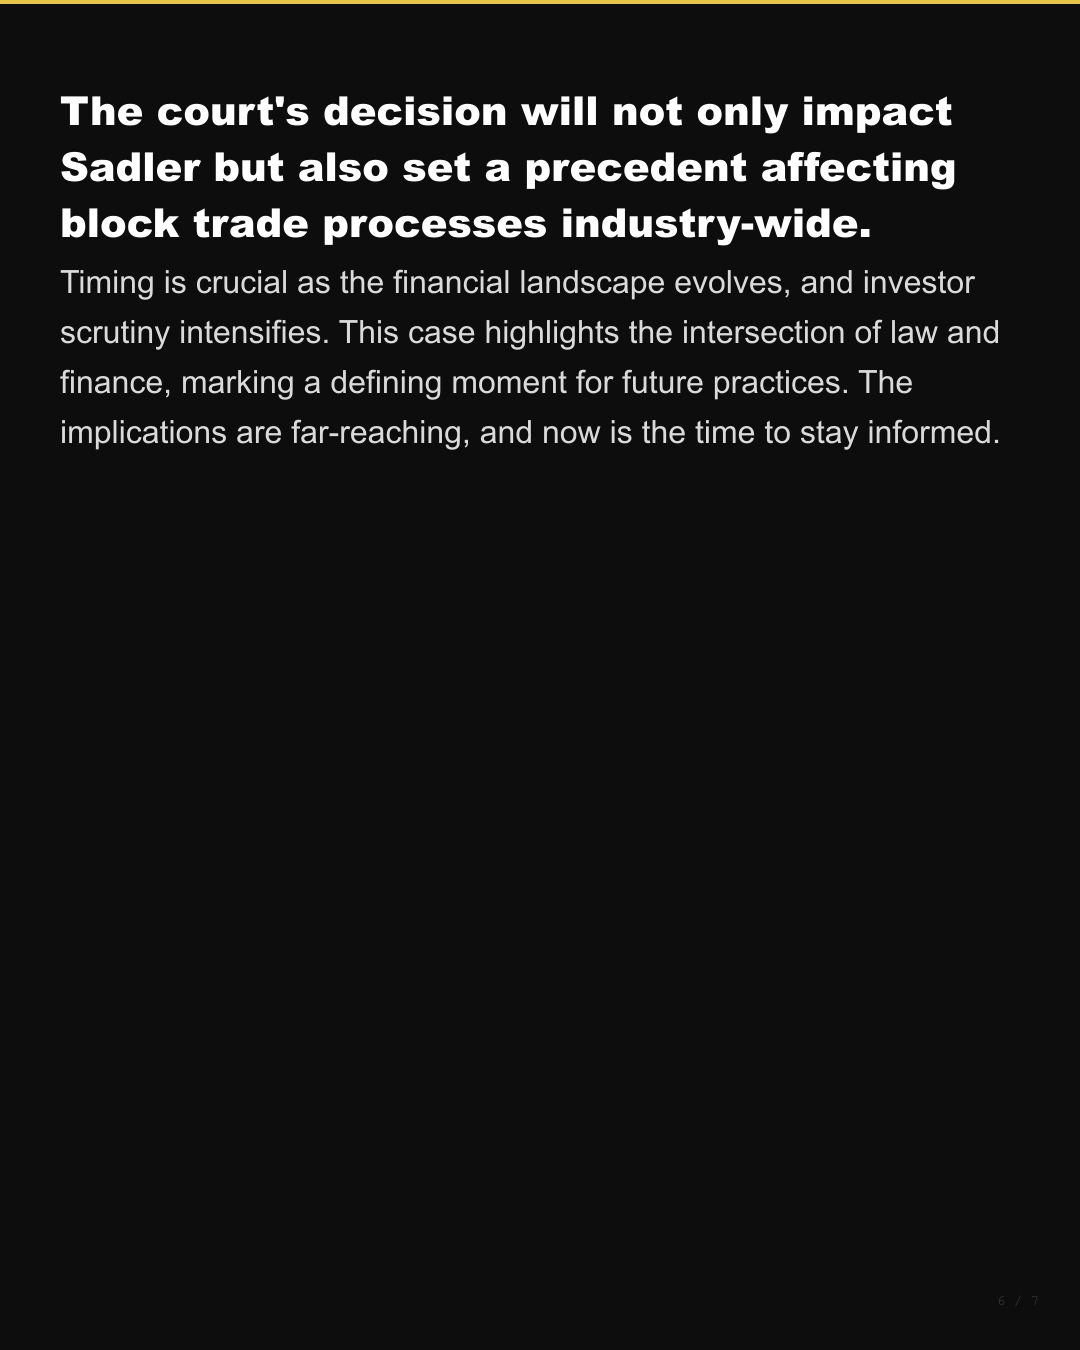 The court's decision will not only impact
Sadler but also set a precedent affecting
block trade processes industry-wide.
Timing is crucial as the financial landscape evolves, and investor
scrutiny intensifies. This case highlights the intersection of law and
finance, marking a defining moment for future practices. The
implications are far-reaching, and now is the time to stay informed.
6 / 7